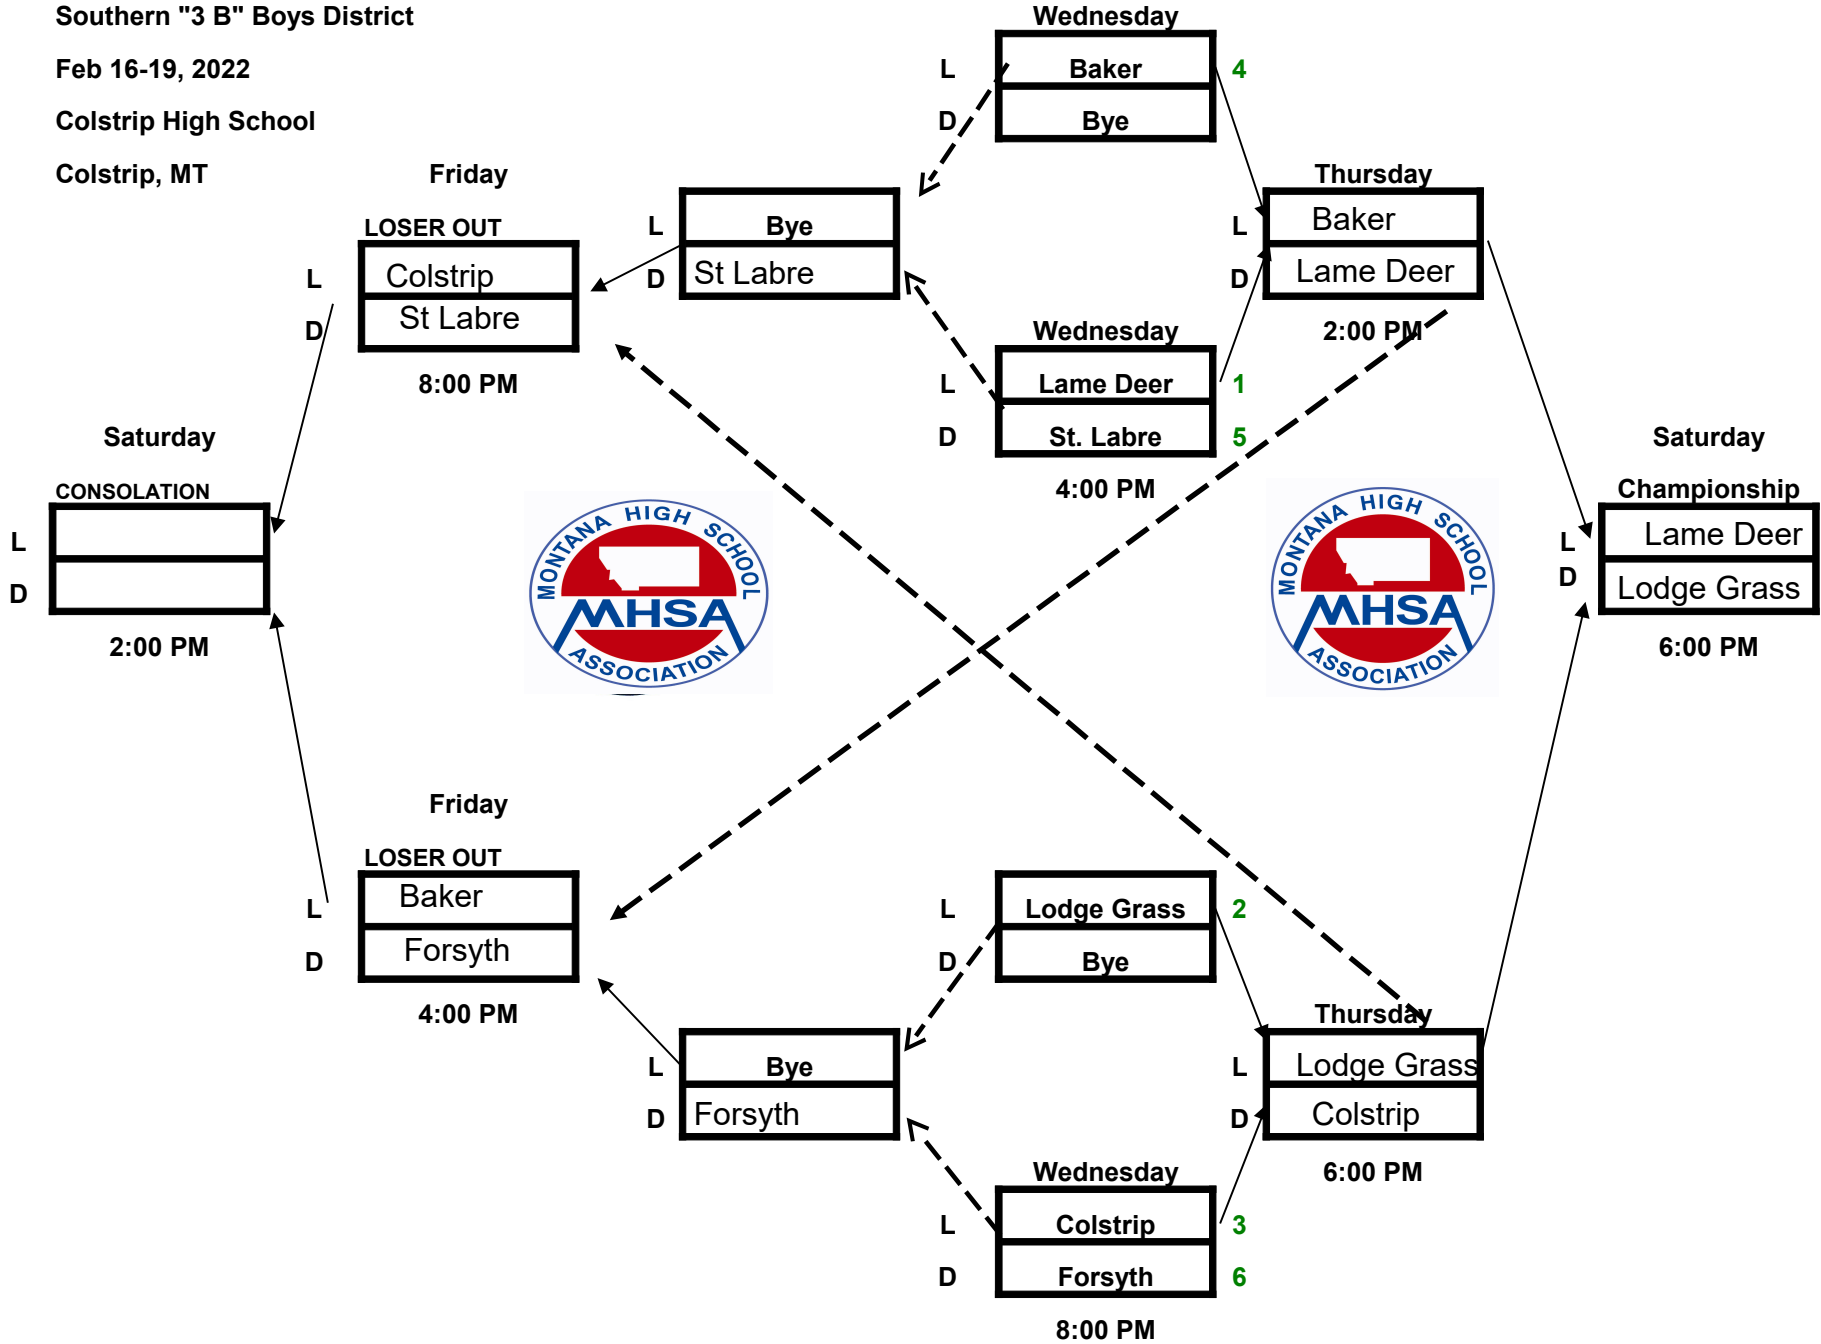 Southern "3 B" Boys District
Feb 16-19, 2022
Colstrip High School
Colstrip, MT
Wednesday
L Baker 4
D Bye
Friday
LOSER OUT
L Colstrip
D St Labre
8:00 PM
L Bye
D St Labre
Thursday
L Baker
D Lame Deer
2:00 PM
Wednesday
L Lame Deer 1
D St. Labre 5
4:00 PM
Saturday
CONSOLATION
L
D
2:00 PM
MONTANA HIGH SCHOOL
MHSA
ASSOCIATION
MONTANA HIGH SCHOOL
MHSA
ASSOCIATION
Saturday
Championship
L Lame Deer
D Lodge Grass
6:00 PM
Friday
LOSER OUT
L Baker
D Forsyth
4:00 PM
L Lodge Grass 2
D Bye
L Bye
D Forsyth
Thursday
L Lodge Grass
D Colstrip
6:00 PM
Wednesday
L Colstrip 3
D Forsyth 6
8:00 PM